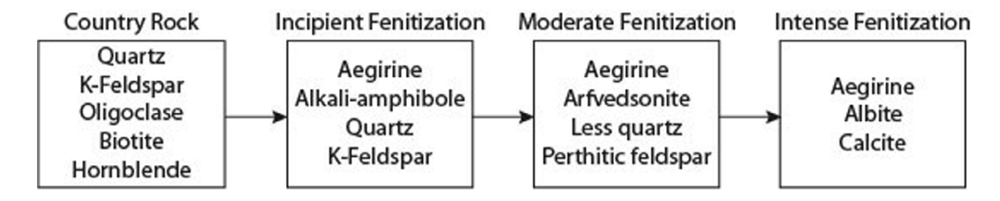 Country Rock
Quartz
K-Feldspar
Oligoclase
Biotite
Hornblende
Incipient Fenitization
Aegirine
Alkali-amphibole
Quartz
K-Feldspar
Moderate Fenitization
Aegirine
Arfvedsonite
Less quartz
Perthitic feldspar
Intense Fenitization
Aegirine
Albite
Calcite